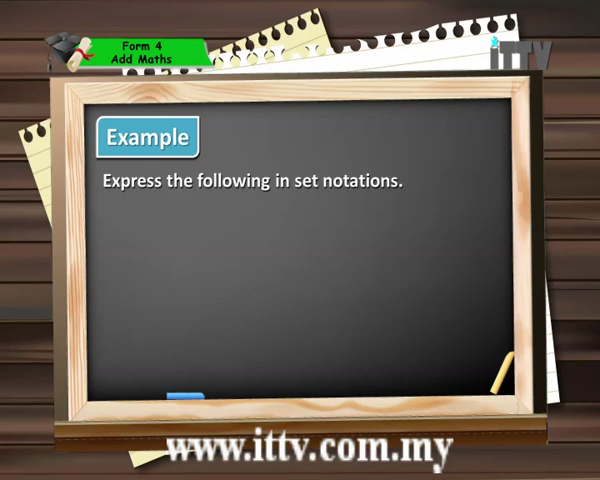 Form 4
Add Maths
iTTV
Example
Express the following in set notations.
www.ittv.com.my